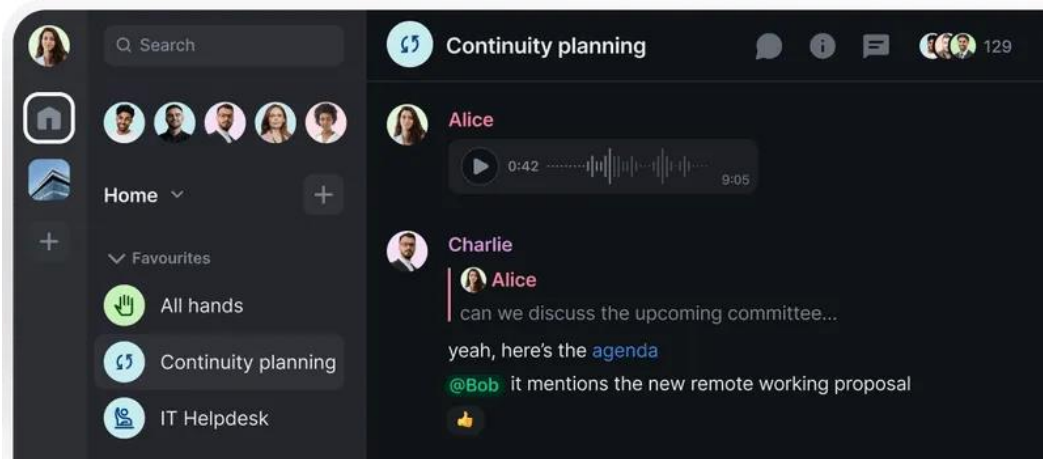 Search
Home
Favourites
All hands
Continuity planning
IT Helpdesk
Continuity planning
129
Alice
0:42
9:05
Charlie
Alice
can we discuss the upcoming committee...
yeah, here's the agenda
@Bob it mentions the new remote working proposal